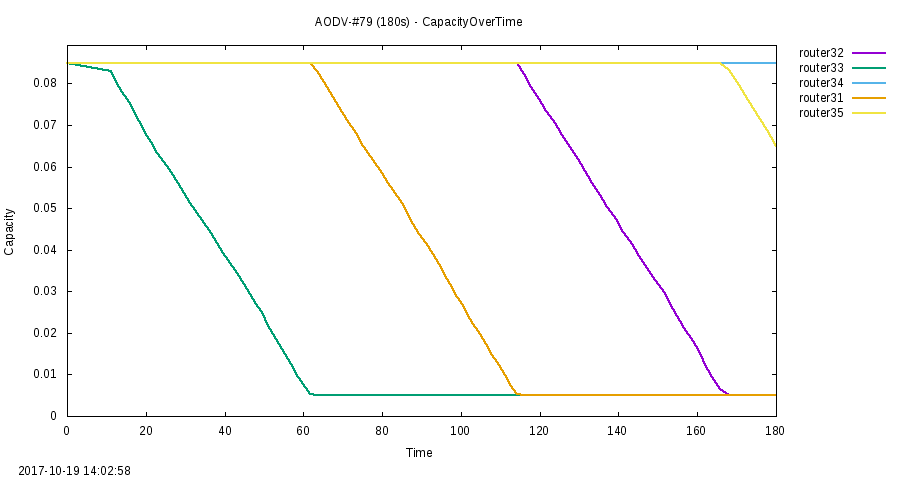 AODV-#79 (180s) - CapacityOverTime
router32
router33
router34
router31
router35
0.08
0.07
0.06
0.05
0.04
0.03
0.02
0.01
0
Capacity
0 20 40 60 80 100 120 140 160 180
Time
2017-10-19 14:02:58